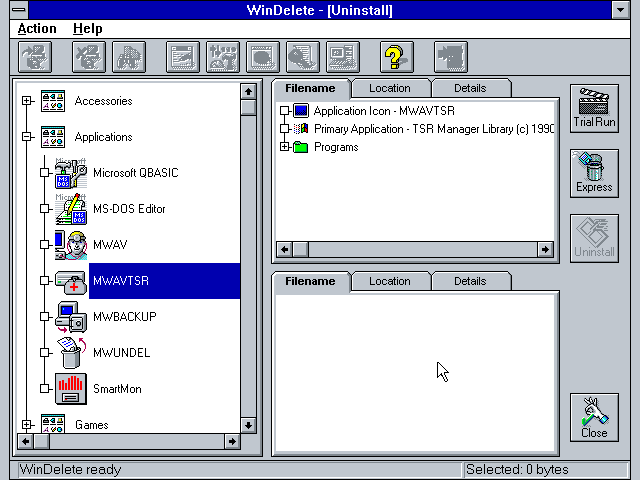 WinDelete - [Uninstall]
Action Help
Accessories
Applications
Microsoft QBASIC
MS-DOS Editor
MWAV
MWAVTSR
MWBACKUP
MWUNDEL
SmartMon
Games
Filename Location Details
Application Icon - MWAVTSR
Primary Application - TSR Manager Library (c) 1990
Programs
Filename Location Details
Trial Run
Express
Uninstall
Close
WinDelete ready
Selected: 0 bytes